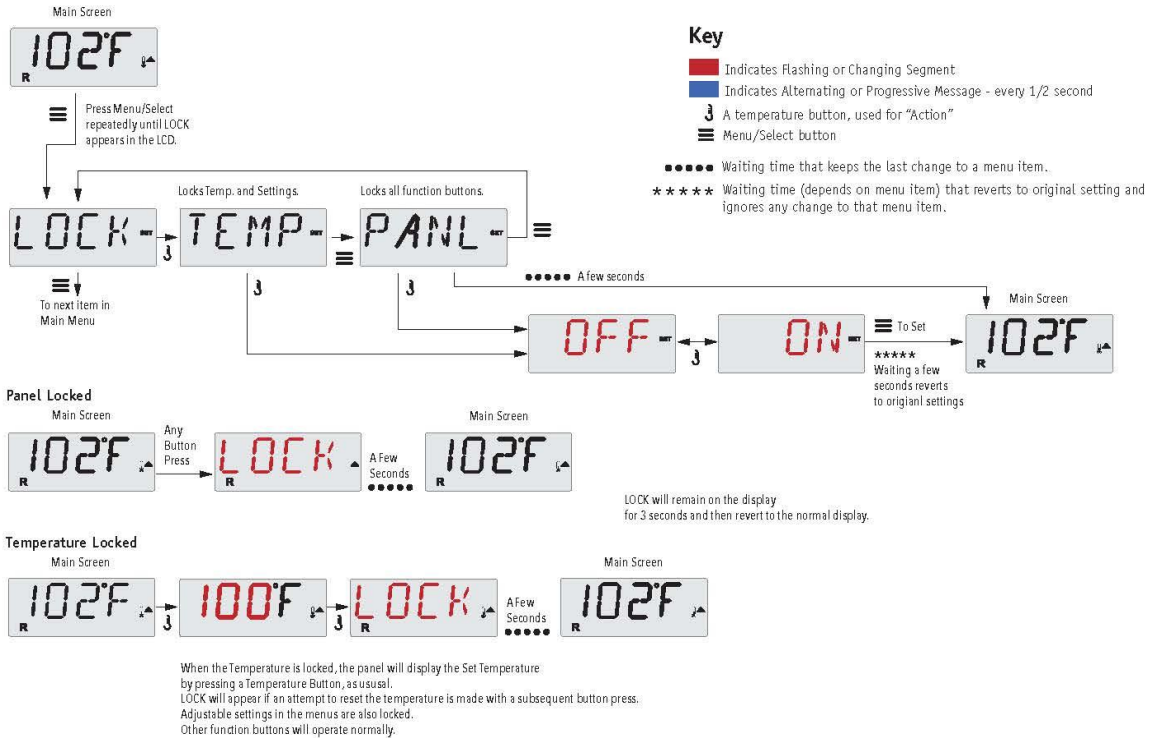 Main Screen
102°F
R
Press Menu/Select
repeatedly until LOCK
appears in the LCD.
Key
Indicates Flashing or Changing Segment
Indicates Alternating or Progressive Message - every 1/2 second
A temperature button, used for "Action"
Menu/Select button
Waiting time that keeps the last change to a menu item.
***** Waiting time (depends on menu item) that reverts to original setting and
ignores any change to that menu item.
Locks Temp. and Settings.
Locks all function buttons.
LOCK SET
TEMP SET
PANL SET
To next item in
Main Menu
A few seconds
Main Screen
OFF SET
ON SET
To Set
*****
Waiting a few
seconds reverts
to origianl settings
102°F
R
Panel Locked
Main Screen
102°F
R
Any
Button
Press
LOCK
R
A Few
Seconds
Main Screen
102°F
R
LOCK will remain on the display
for 3 seconds and then revert to the normal display.
Temperature Locked
Main Screen
102°F
R
100°F
LOCK
R
A Few
Seconds
Main Screen
102°F
R
When the Temperature is locked, the panel will display the Set Temperature
by pressing a Temperature Button, as ususal.
LOCK will appear if an attempt to reset the temperature is made with a subsequent button press.
Adjustable settings in the menus are also locked.
Other function buttons will operate normally.